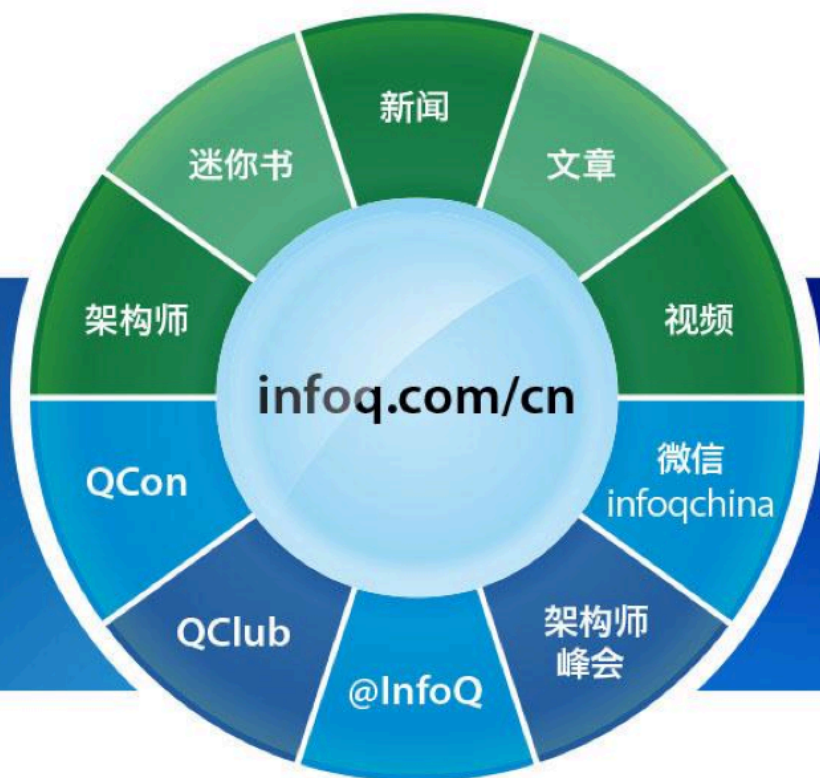 新闻
迷你书
文章
架构师
视频
infoq.com/cn
QCon
微信
infoqchina
QClub
架构师
峰会
@InfoQ